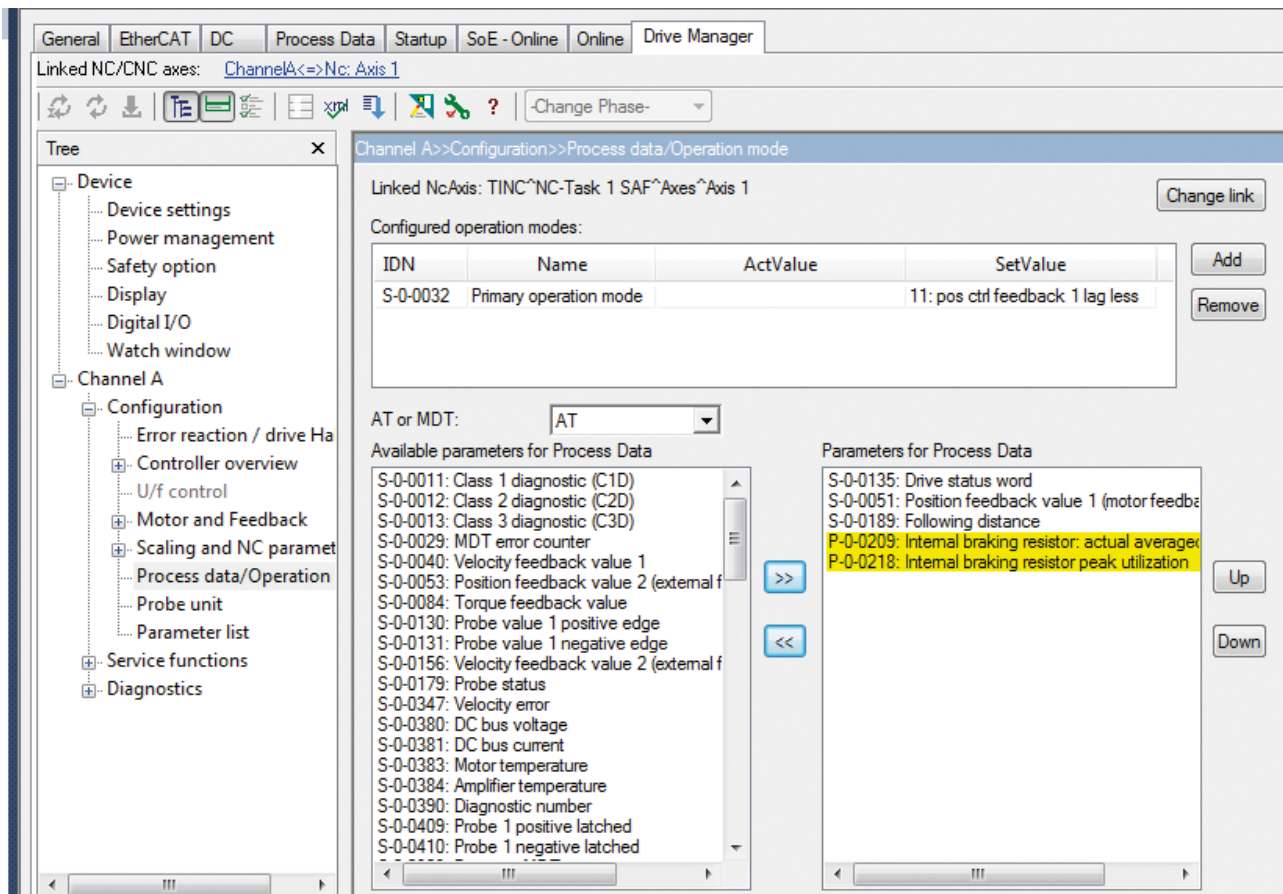 General EtherCAT DC Process Data Startup SoE - Online Online Drive Manager
Linked NC/CNC axes: ChannelA<=>Nc: Axis 1
TE xml ? -Change Phase-
Tree x
Device
Device settings
Power management
Safety option
Display
Digital I/O
Watch window
Channel A
Configuration
Error reaction / drive Ha
Controller overview
U/f control
Motor and Feedback
Scaling and NC paramet
Process data/Operation
Probe unit
Parameter list
Service functions
Diagnostics
Channel A>>Configuration>>Process data/Operation mode
Linked NcAxis: TINC^NC-Task 1 SAF^Axes^Axis 1
Change link
Configured operation modes:
IDN Name ActValue SetValue
S-0-0032 Primary operation mode 11: pos ctrl feedback 1 lag less
Add
Remove
AT or MDT: AT
Available parameters for Process Data
S-0-0011: Class 1 diagnostic (C1D)
S-0-0012: Class 2 diagnostic (C2D)
S-0-0013: Class 3 diagnostic (C3D)
S-0-0029: MDT error counter
S-0-0040: Velocity feedback value 1
S-0-0053: Position feedback value 2 (external f
S-0-0084: Torque feedback value
S-0-0130: Probe value 1 positive edge
S-0-0131: Probe value 1 negative edge
S-0-0156: Velocity feedback value 2 (external f
S-0-0179: Probe status
S-0-0347: Velocity error
S-0-0380: DC bus voltage
S-0-0381: DC bus current
S-0-0383: Motor temperature
S-0-0384: Amplifier temperature
S-0-0390: Diagnostic number
S-0-0409: Probe 1 positive latched
S-0-0410: Probe 1 negative latched
>>
<<
Parameters for Process Data
S-0-0135: Drive status word
S-0-0051: Position feedback value 1 (motor feedba
S-0-0189: Following distance
P-0-0209: Internal braking resistor: actual averaged
P-0-0218: Internal braking resistor peak utilization
Up
Down